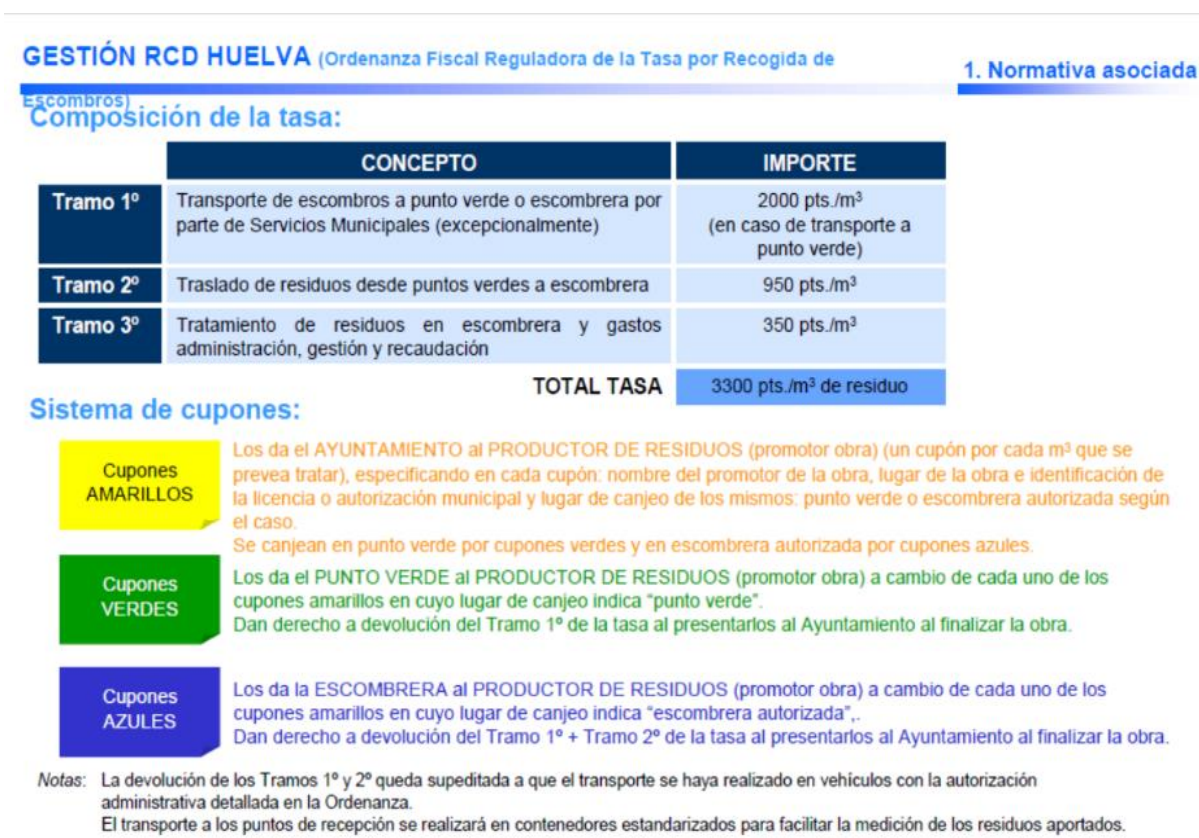 GESTIÓN RCD HUELVA (Ordenanza Fiscal Reguladora de la Tasa por Recogida de
Escombros)
1. Normativa asociada
Composición de la tasa:
CONCEPTO
IMPORTE
Tramo 1º
Transporte de escombros a punto verde o escombrera por
parte de Servicios Municipales (excepcionalmente)
2000 pts./m³
(en caso de transporte a
punto verde)
Tramo 2º
Traslado de residuos desde puntos verdes a escombrera
950 pts./m³
Tramo 3º
Tratamiento de residuos en escombrera y gastos
administración, gestión y recaudación
350 pts./m³
TOTAL TASA
3300 pts./m³ de residuo
Sistema de cupones:
Cupones
AMARILLOS
Los da el AYUNTAMIENTO al PRODUCTOR DE RESIDUOS (promotor obra) (un cupón por cada m³ que se
prevea tratar), especificando en cada cupón: nombre del promotor de la obra, lugar de la obra e identificación de
la licencia o autorización municipal y lugar de canjeo de los mismos: punto verde o escombrera autorizada según
el caso.
Se canjean en punto verde por cupones verdes y en escombrera autorizada por cupones azules.
Cupones
VERDES
Los da el PUNTO VERDE al PRODUCTOR DE RESIDUOS (promotor obra) a cambio de cada uno de los
cupones amarillos en cuyo lugar de canjeo indica “punto verde”.
Dan derecho a devolución del Tramo 1º de la tasa al presentarlos al Ayuntamiento al finalizar la obra.
Cupones
AZULES
Los da la ESCOMBRERA al PRODUCTOR DE RESIDUOS (promotor obra) a cambio de cada uno de los
cupones amarillos en cuyo lugar de canjeo indica “escombrera autorizada”,.
Dan derecho a devolución del Tramo 1º + Tramo 2º de la tasa al presentarlos al Ayuntamiento al finalizar la obra.
Notas: La devolución de los Tramos 1º y 2º queda supeditada a que el transporte se haya realizado en vehículos con la autorización
administrativa detallada en la Ordenanza.
El transporte a los puntos de recepción se realizará en contenedores estandarizados para facilitar la medición de los residuos aportados.